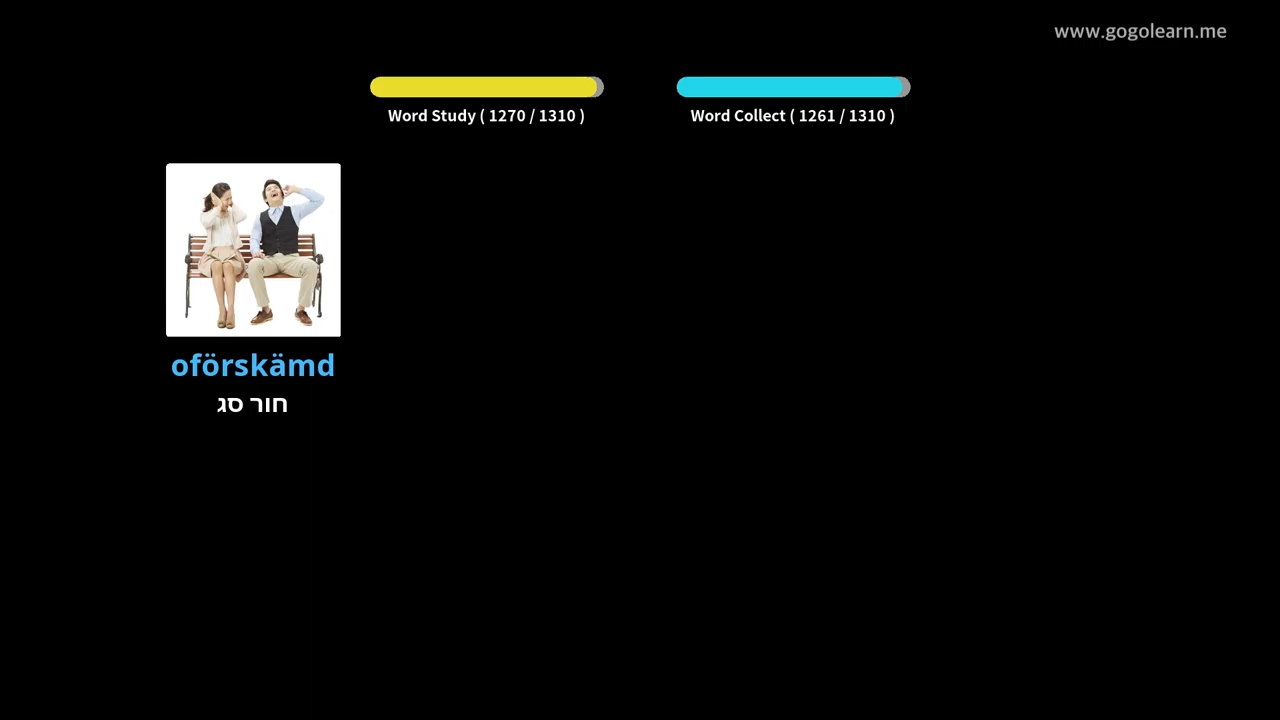 www.gogolearn.me
Word Study ( 1270 / 1310 )
Word Collect ( 1261 / 1310 )
oförskämd
חור סג